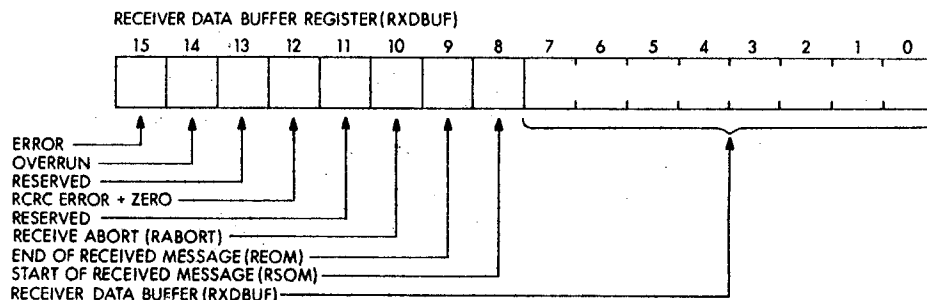 RECEIVER DATA BUFFER REGISTER (RXDBUF)
15 14 13 12 11 10 9 8 7 6 5 4 3 2 1 0
ERROR
OVERRUN
RESERVED
RCRC ERROR + ZERO
RESERVED
RECEIVE ABORT (RABORT)
END OF RECEIVED MESSAGE (REOM)
START OF RECEIVED MESSAGE (RSOM)
RECEIVER DATA BUFFER (RXDBUF)